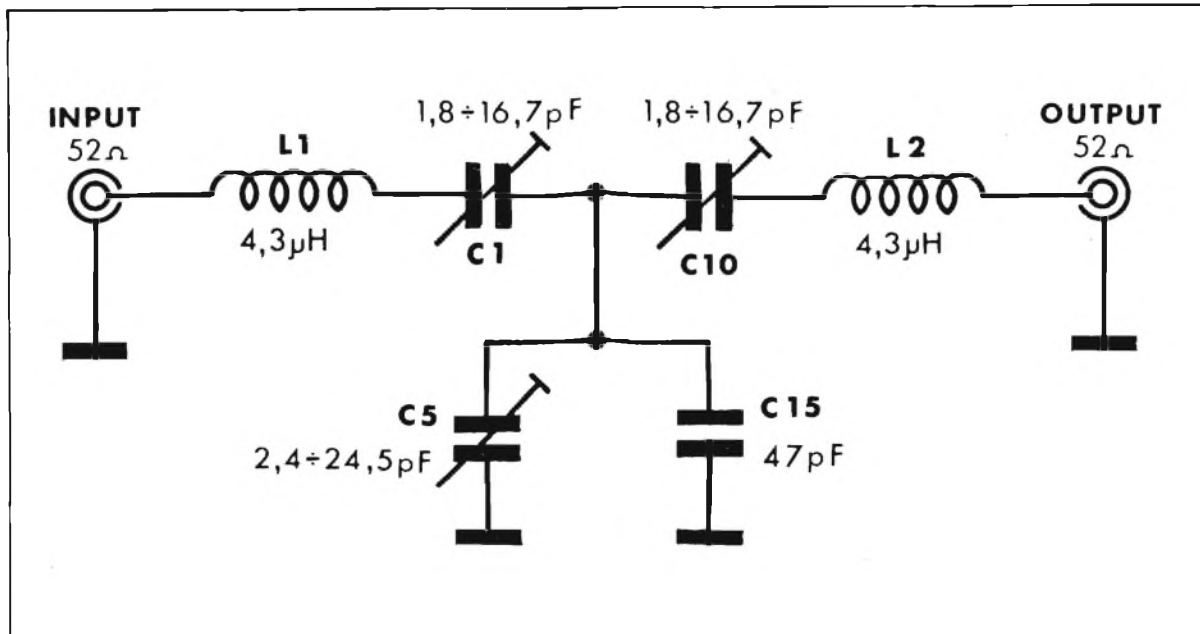 INPUT
52Ω
L1
4,3μH
1,8÷16,7pF
C1
1,8÷16,7pF
C10
L2
4,3μH
OUTPUT
52Ω
C5
2,4÷24,5pF
C15
47pF